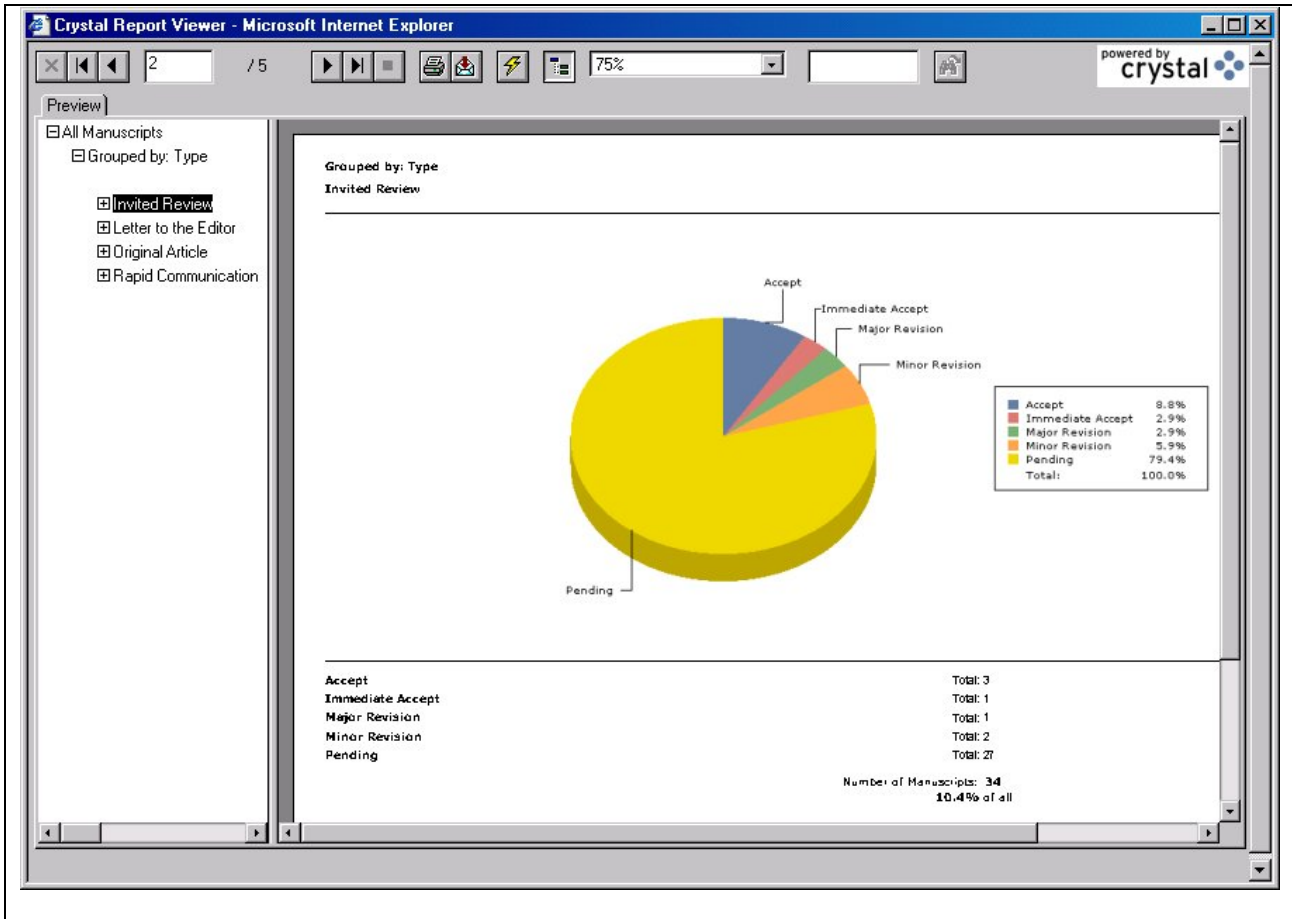 Crystal Report Viewer - Microsoft Internet Explorer
2 / 5 75% powered by crystal
Preview
All Manuscripts
Grouped by: Type
Invited Review
Letter to the Editor
Original Article
Rapid Communication
Grouped by: Type
Invited Review
Accept
Immediate Accept
Major Revision
Minor Revision
Pending
Accept 8.8%
Immediate Accept 2.9%
Major Revision 2.9%
Minor Revision 5.9%
Pending 79.4%
Total: 100.0%
Accept Total: 3
Immediate Accept Total: 1
Major Revision Total: 1
Minor Revision Total: 2
Pending Total: 27
Number of Manuscripts: 34
10.4% of all